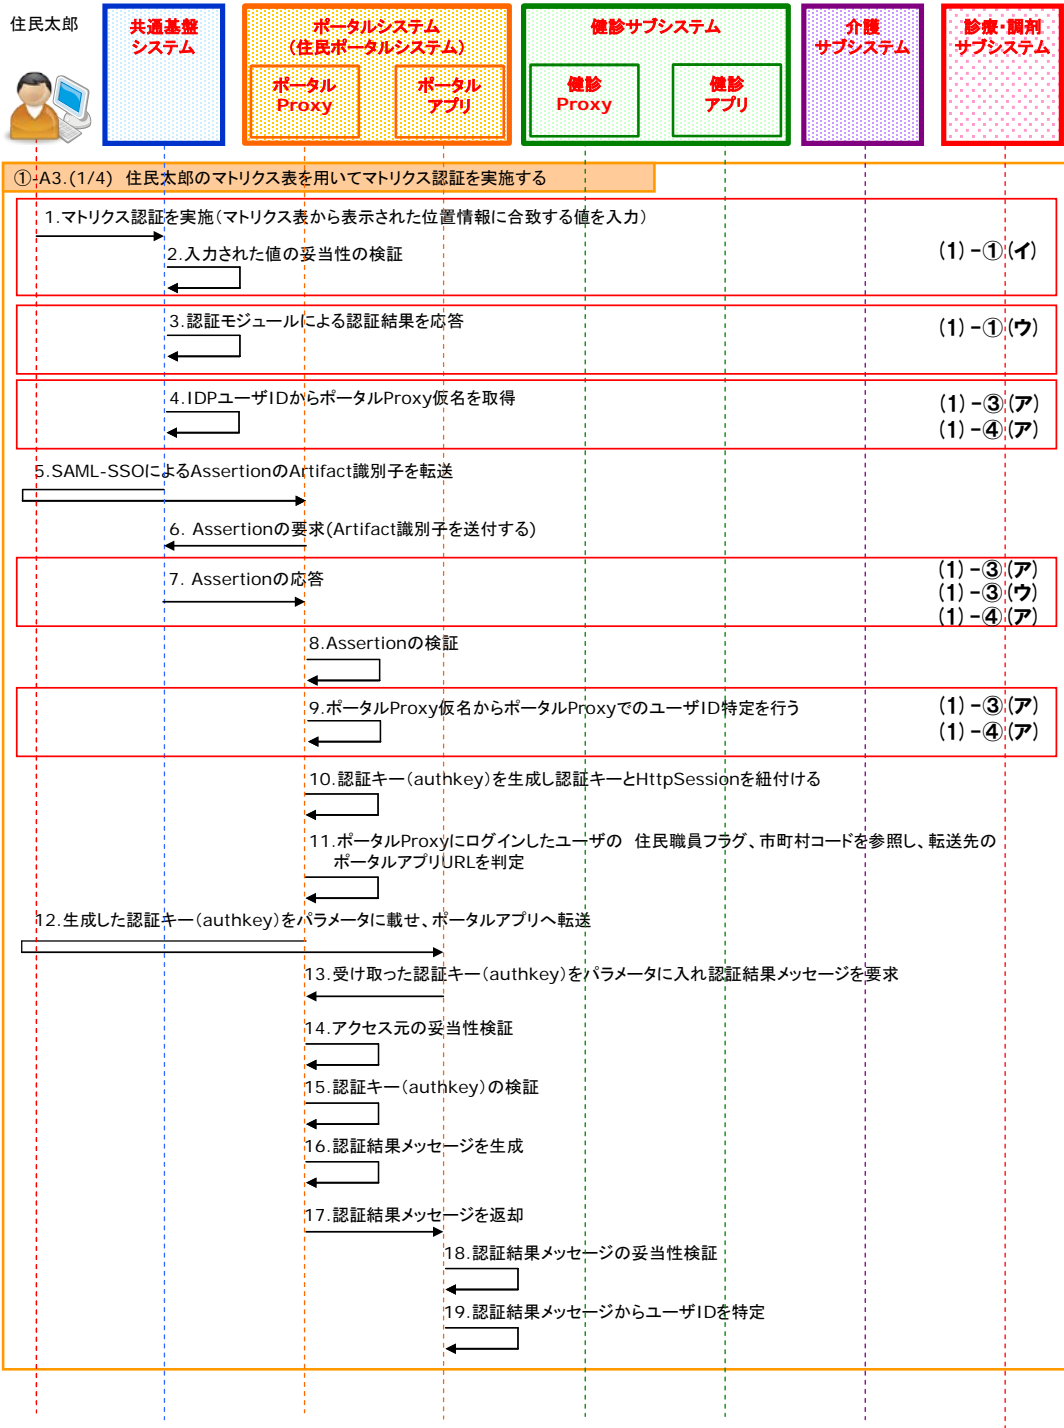 住民太郎
共通基盤
システム
ポータルシステム
(住民ポータルシステム)
ポータル
Proxy
ポータル
アプリ
健診サブシステム
健診
Proxy
健診
アプリ
介護
サブシステム
診療・調剤
サブシステム
①-A3.(1/4) 住民太郎のマトリクス表を用いてマトリクス認証を実施する
1.マトリクス認証を実施(マトリクス表から表示された位置情報に合致する値を入力)
2.入力された値の妥当性の検証
(1)-①(イ)
3.認証モジュールによる認証結果を応答
(1)-①(ウ)
4.IDPユーザIDからポータルProxy仮名を取得
(1)-③(ア)
(1)-④(ア)
5.SAML-SSOによるAssertionのArtifact識別子を転送
6. Assertionの要求(Artifact識別子を送付する)
7. Assertionの応答
(1)-③(ア)
(1)-③(ウ)
(1)-④(ア)
8.Assertionの検証
9.ポータルProxy仮名からポータルProxyでのユーザID特定を行う
(1)-③(ア)
(1)-④(ア)
10.認証キー(authkey)を生成し認証キーとHttpSessionを紐付ける
11.ポータルProxyにログインしたユーザの 住民職員フラグ、市町村コードを参照し、転送先の
ポータルアプリURLを判定
12.生成した認証キー(authkey)をパラメータに載せ、ポータルアプリへ転送
13.受け取った認証キー(authkey)をパラメータに入れ認証結果メッセージを要求
14.アクセス元の妥当性検証
15.認証キー(authkey)の検証
16.認証結果メッセージを生成
17.認証結果メッセージを返却
18.認証結果メッセージの妥当性検証
19.認証結果メッセージからユーザIDを特定